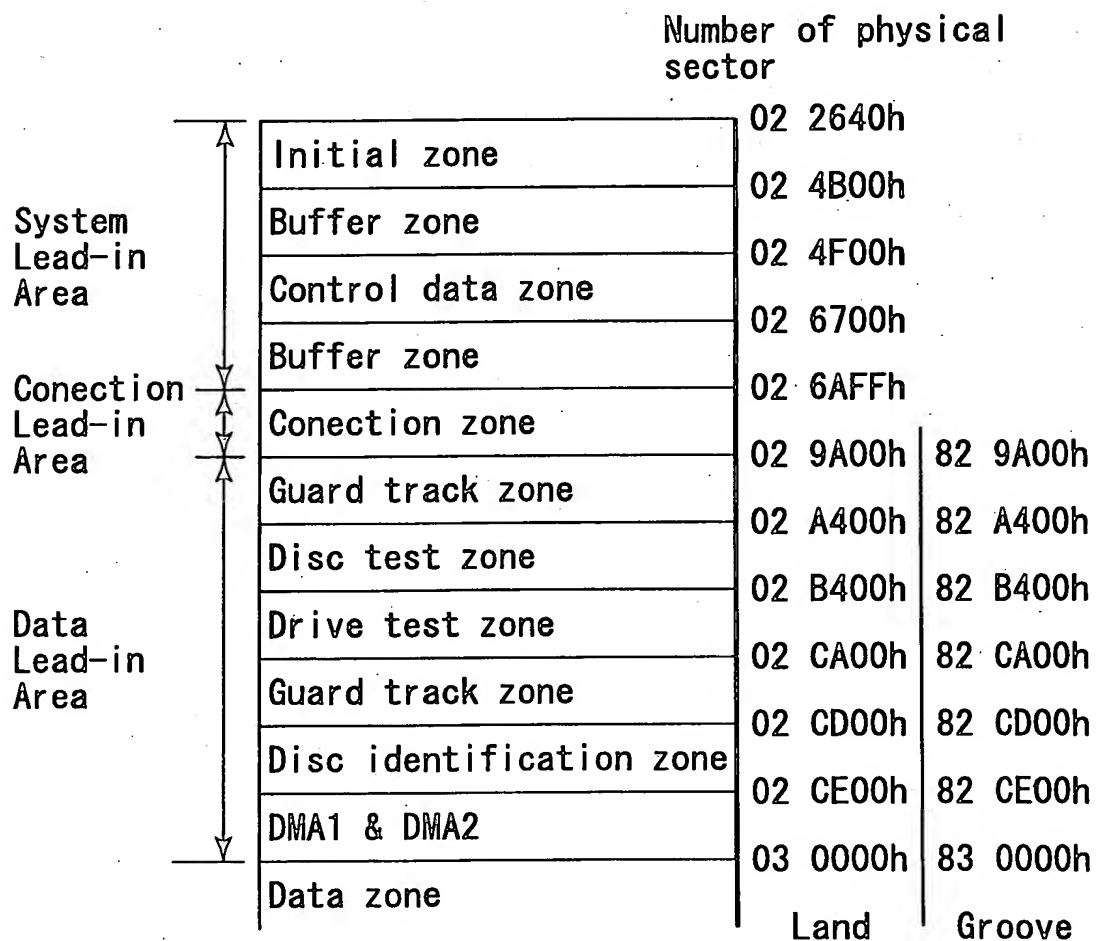 Number of physical
sector
02 2640h
Initial zone
02 4B00h
System
Lead-in
Area
Buffer zone
02 4F00h
Control data zone
02 6700h
Buffer zone
02 6AFFh
Conection
Lead-in
Area
Conection zone
02 9A00h 82 9A00h
Guard track zone
02 A400h 82 A400h
Disc test zone
02 B400h 82 B400h
Data
Lead-in
Area
Drive test zone
02 CA00h 82 CA00h
Guard track zone
02 CD00h 82 CD00h
Disc identification zone
02 CE00h 82 CE00h
DMA1 & DMA2
03 0000h 83 0000h
Data zone
Land Groove